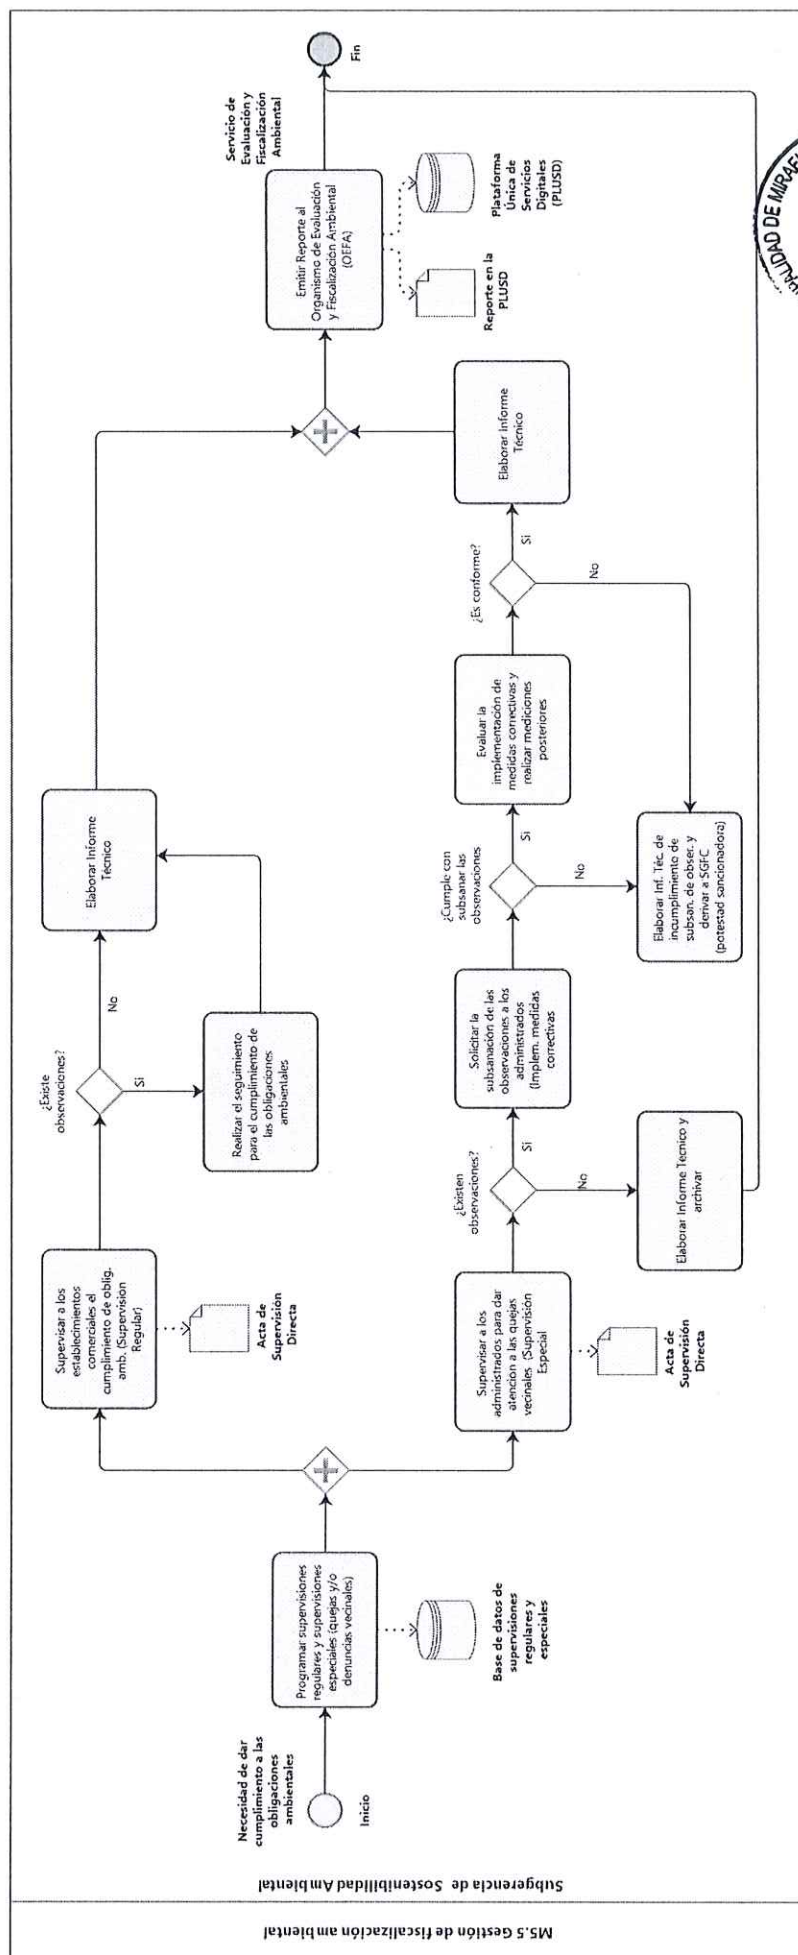 M5.5 Gestión de fiscalización ambiental
Subgerencia de Sostenibilidad Ambiental
Necesidad de dar
cumplimiento a las
obligaciones
ambientales
Inicio
Programar supervisiones
regulares y supervisiones
especiales (quejas y/o
denuncias vecinales)
Base de datos de
supervisiones
regulares y
especiales
Supervisar a los
establecimientos
comerciales el
cumplimiento de oblig.
amb. (Supervisión
Regular)
Acta de
Supervisión
Directa
¿Existe
observaciones?
No
Si
Realizar el seguimiento
para el cumplimiento de
las obligaciones
ambientales
Elaborar Informe
Técnico
Supervisar a los
administrados para dar
atención a las quejas
vecinales (Supervisión
Especial
Acta de
Supervisión
Directa
¿Existen
observaciones?
Si
No
Elaborar Informe Tecnico y
archivar
Solicitar la
subsanación de las
observaciones a los
administrados
(Implem. medidas
correctivas
¿Cumple con
subsanar las
observaciones
Si
No
Elaborar Inf. Téc. de
incumplimiento de
subsan. de obser. y
derivar a SGFC
(potestad sancionadora)
Evaluar la
implementación de
medidas correctivas y
realizar mediciones
posteriores
¿Es conforme?
Si
No
Elaborar Informe
Técnico
Emitir Reporte al
Organismo de Evaluación
y Fiscalización Ambiental
(OEFA)
Reporte en la
PLUSD
Plataforma
Única de
Servicios
Digitales
(PLUSD)
Servicio de
Evaluación y
Fiscalización
Ambiental
Fin
ALIDAD DE MIRAF